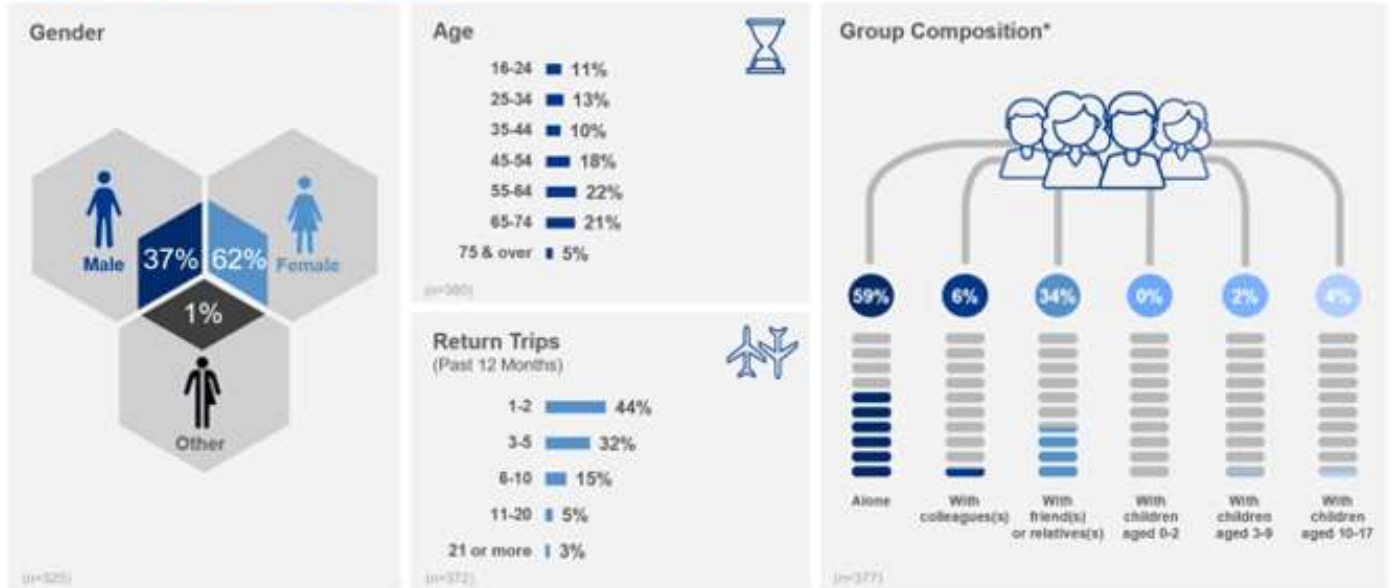 Gender
Male
37%
62%
Female
1%
Other
(n=325)
Age
16-24 11%
25-34 13%
35-44 10%
45-54 18%
55-64 22%
65-74 21%
75 & over 5%
(n=380)
Return Trips
(Past 12 Months)
1-2 44%
3-5 32%
6-10 15%
11-20 5%
21 or more 3%
(n=372)
Group Composition*
59%
6%
34%
0%
2%
4%
Alone
With
colleagues(s)
With
friend(s)
or relatives(s)
With
children
aged 0-2
With
children
aged 3-9
With
children
aged 10-17
(n=377)